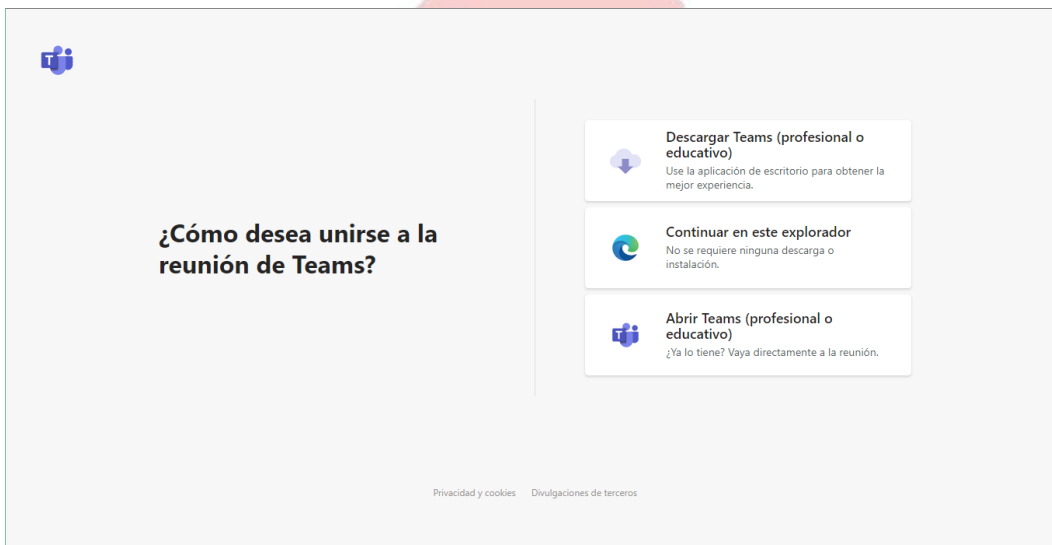 ¿Cómo desea unirse a la
reunión de Teams?
Descargar Teams (profesional o
educativo)
Use la aplicación de escritorio para obtener la
mejor experiencia.
Continuar en este explorador
No se requiere ninguna descarga o
instalación.
Abrir Teams (profesional o
educativo)
¿Ya lo tiene? Vaya directamente a la reunión.
Privacidad y cookies Divulgaciones de terceros